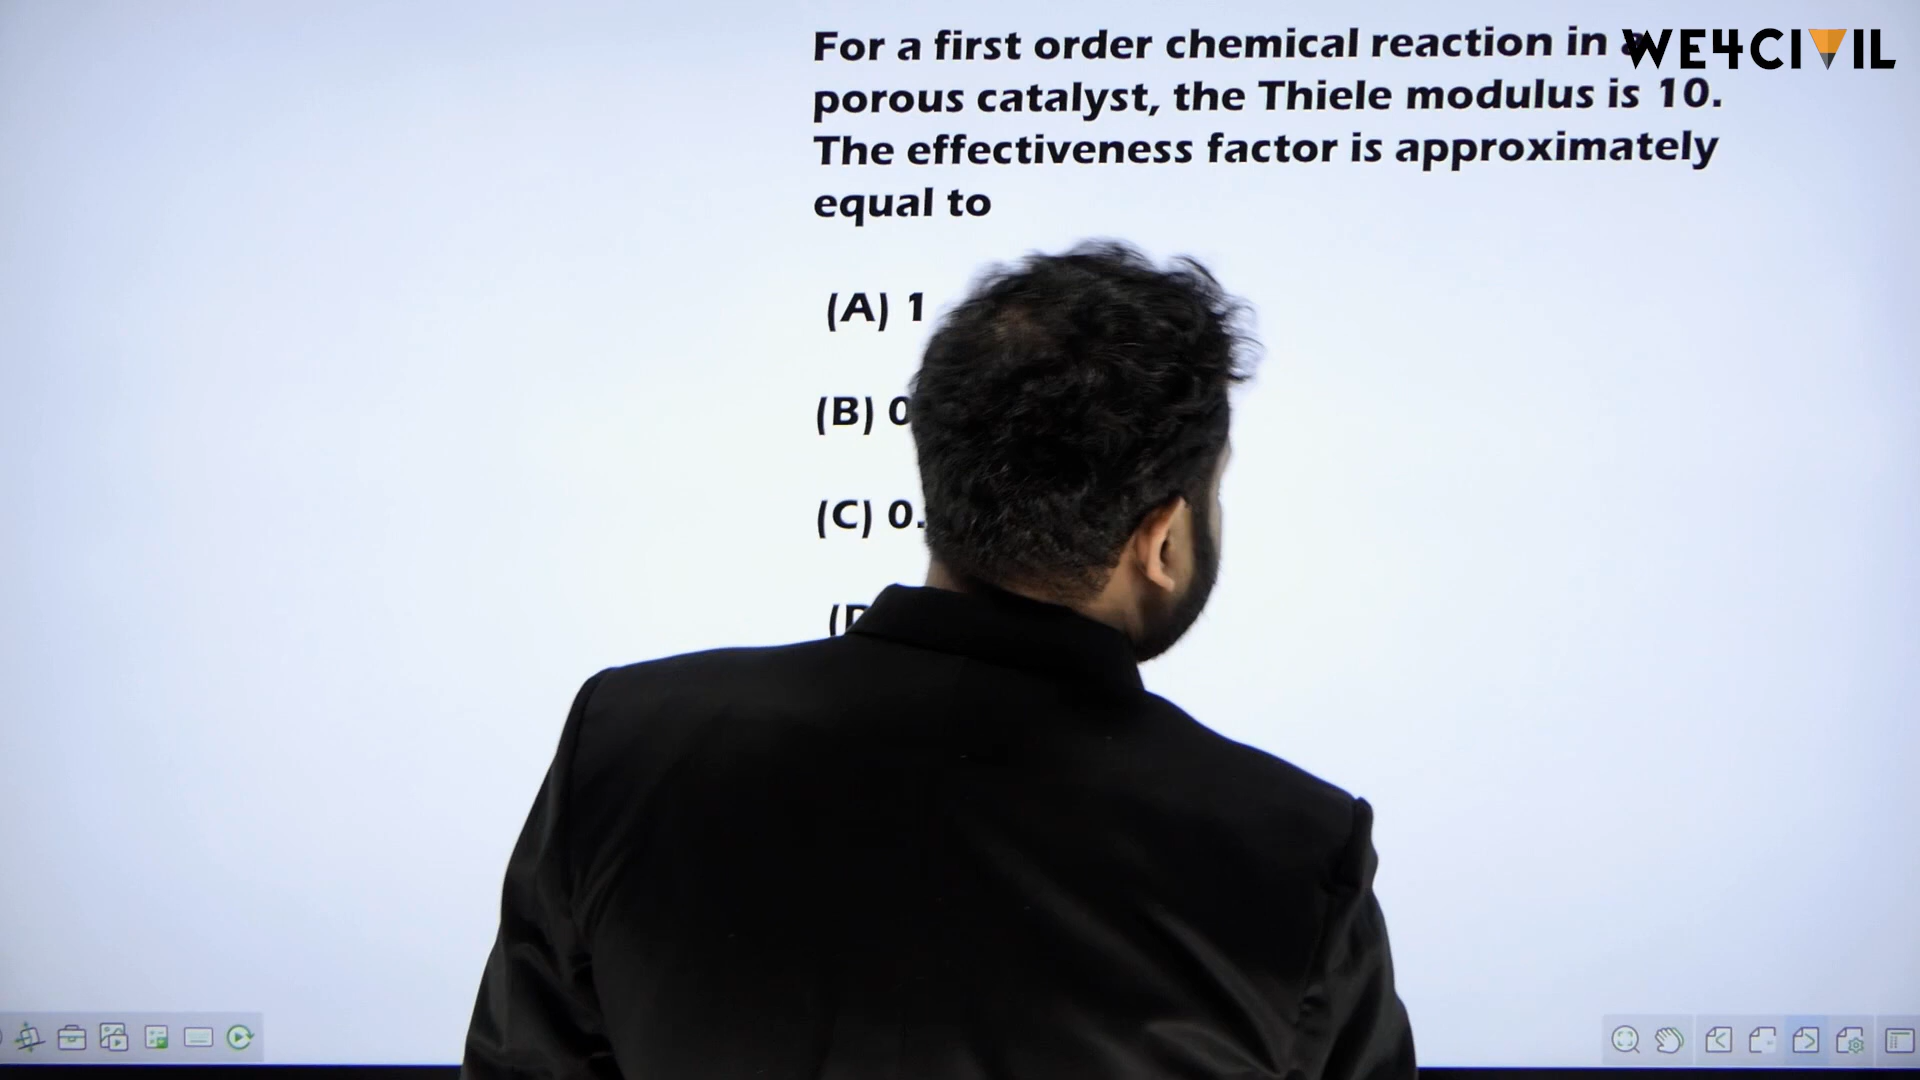 For a first order chemical reaction in a
WE4CIVIL
porous catalyst, the Thiele modulus is 10.
The effectiveness factor is approximately
equal to
(A) 1
(B) 0
(C) 0.
(D